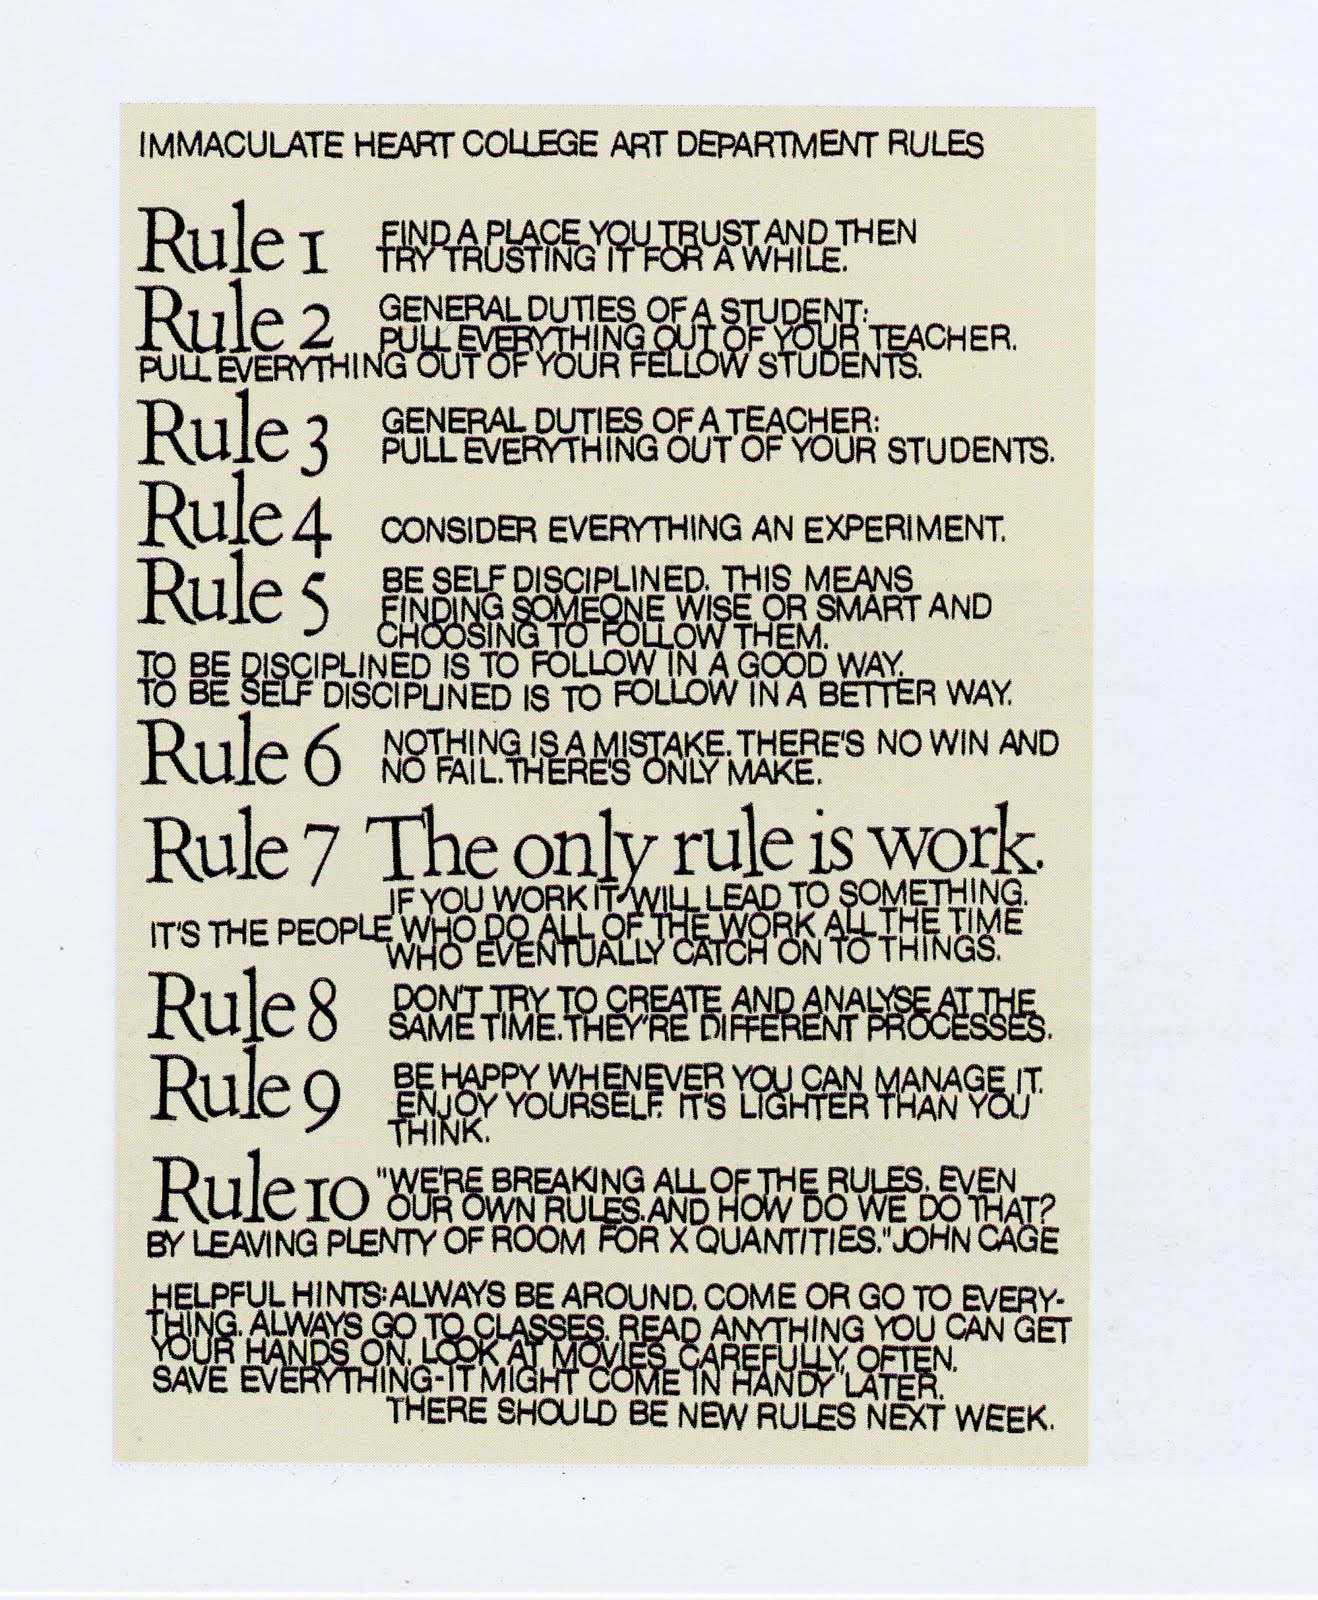 IMMACULATE HEART COLLEGE ART DEPARTMENT RULES
Rule 1 FIND A PLACE YOU TRUST AND THEN
TRY TRUSTING IT FOR A WHILE.
Rule 2 GENERAL DUTIES OF A STUDENT:
PULL EVERYTHING OUT OF YOUR TEACHER.
PULL EVERYTHING OUT OF YOUR FELLOW STUDENTS.
Rule 3 GENERAL DUTIES OF A TEACHER:
PULL EVERYTHING OUT OF YOUR STUDENTS.
Rule 4 CONSIDER EVERYTHING AN EXPERIMENT.
Rule 5 BE SELF DISCIPLINED. THIS MEANS
FINDING SOMEONE WISE OR SMART AND
CHOOSING TO FOLLOW THEM.
TO BE DISCIPLINED IS TO FOLLOW IN A GOOD WAY.
TO BE SELF DISCIPLINED IS TO FOLLOW IN A BETTER WAY.
Rule 6 NOTHING IS A MISTAKE. THERE'S NO WIN AND
NO FAIL. THERE'S ONLY MAKE.
Rule 7 The only rule is work.
IF YOU WORK IT WILL LEAD TO SOMETHING.
IT'S THE PEOPLE WHO DO ALL OF THE WORK ALL THE TIME
WHO EVENTUALLY CATCH ON TO THINGS.
Rule 8 DON'T TRY TO CREATE AND ANALYSE AT THE
SAME TIME. THEY'RE DIFFERENT PROCESSES.
Rule 9 BE HAPPY WHENEVER YOU CAN MANAGE IT.
ENJOY YOURSELF. IT'S LIGHTER THAN YOU
THINK.
Rule 10 "WE'RE BREAKING ALL OF THE RULES. EVEN
OUR OWN RULES. AND HOW DO WE DO THAT?
BY LEAVING PLENTY OF ROOM FOR X QUANTITIES." JOHN CAGE
HELPFUL HINTS: ALWAYS BE AROUND. COME OR GO TO EVERY-
THING. ALWAYS GO TO CLASSES. READ ANYTHING YOU CAN GET
YOUR HANDS ON. LOOK AT MOVIES CAREFULLY, OFTEN.
SAVE EVERYTHING-IT MIGHT COME IN HANDY LATER.
THERE SHOULD BE NEW RULES NEXT WEEK.